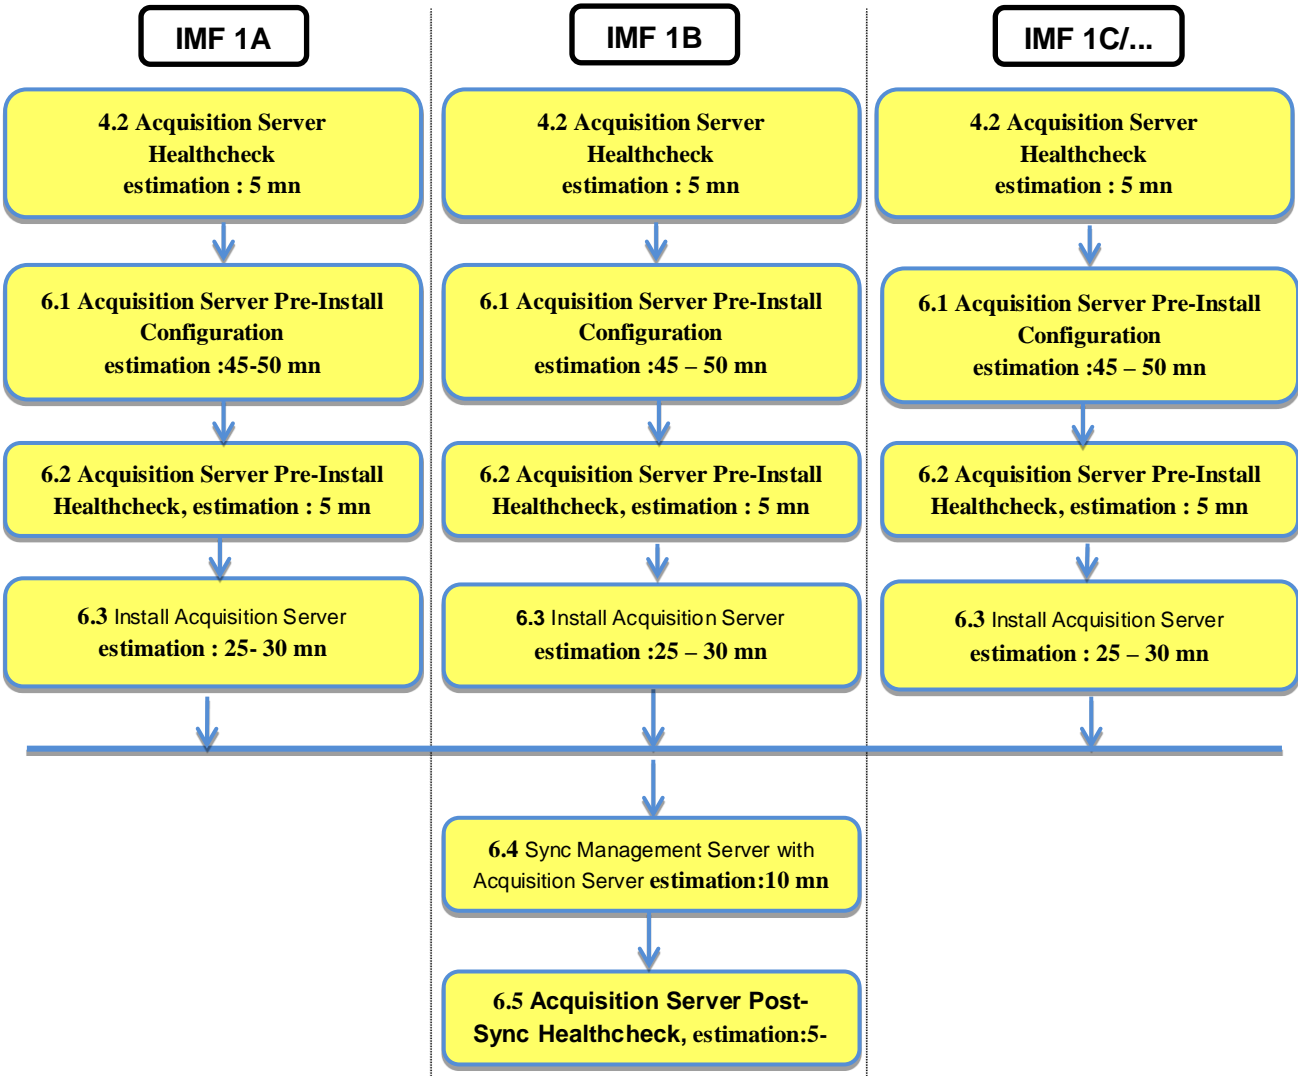 IMF 1A
IMF 1B
IMF 1C/...
4.2 Acquisition Server
Healthcheck
estimation : 5 mn
4.2 Acquisition Server
Healthcheck
estimation : 5 mn
4.2 Acquisition Server
Healthcheck
estimation : 5 mn
6.1 Acquisition Server Pre-Install
Configuration
estimation :45-50 mn
6.1 Acquisition Server Pre-Install
Configuration
estimation :45 – 50 mn
6.1 Acquisition Server Pre-Install
Configuration
estimation :45 – 50 mn
6.2 Acquisition Server Pre-Install
Healthcheck, estimation : 5 mn
6.2 Acquisition Server Pre-Install
Healthcheck, estimation : 5 mn
6.2 Acquisition Server Pre-Install
Healthcheck, estimation : 5 mn
6.3 Install Acquisition Server
estimation : 25- 30 mn
6.3 Install Acquisition Server
estimation :25 – 30 mn
6.3 Install Acquisition Server
estimation : 25 – 30 mn
6.4 Sync Management Server with
Acquisition Server estimation:10 mn
6.5 Acquisition Server Post-
Sync Healthcheck, estimation:5-